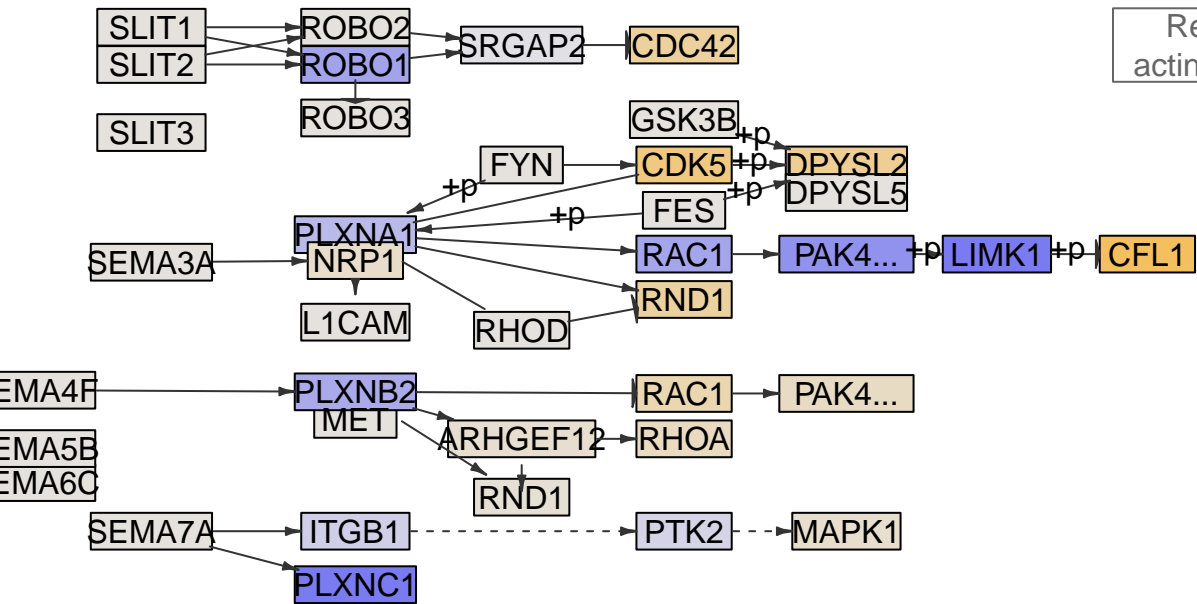 SLIT1
ROBO2
SLIT2
ROBO1
SRGAP2
CDC42
Re
actin
SLIT3
ROBO3
GSK3B
+p
FYN
CDK5
+p
DPYSL2
+p
+p
DPYSL5
FES
+p
PLXNA1
SEMA3A
NRP1
RAC1
PAK4...
+p
LIMK1
+p
CFL1
RND1
L1CAM
RHOD
EMA4F
PLXNB2
RAC1
PAK4...
MET
EMA5B
ARHGEF12
RHOA
EMA6C
RND1
SEMA7A
ITGB1
PTK2
MAPK1
PLXNC1